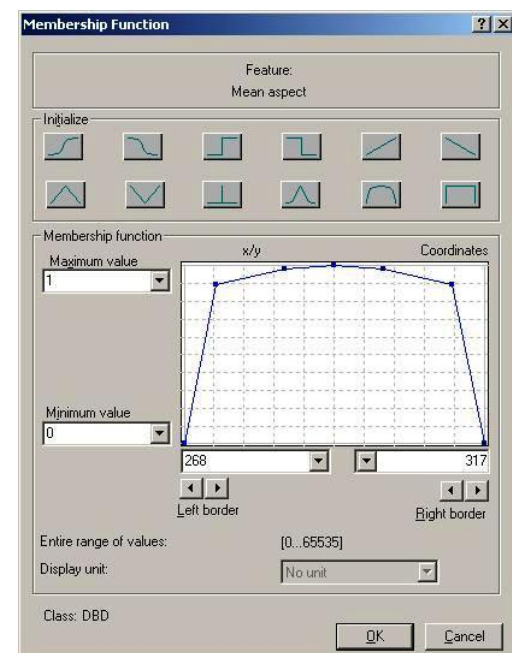 Membership Function
Feature:
Mean aspect
Initialize
Membership function
x/y
Coordinates
Maximum value
1
Minimum value
0
268
317
Left border
Right border
Entire range of values:
[0...65535]
Display unit:
No unit
Class: DBD
OK
Cancel